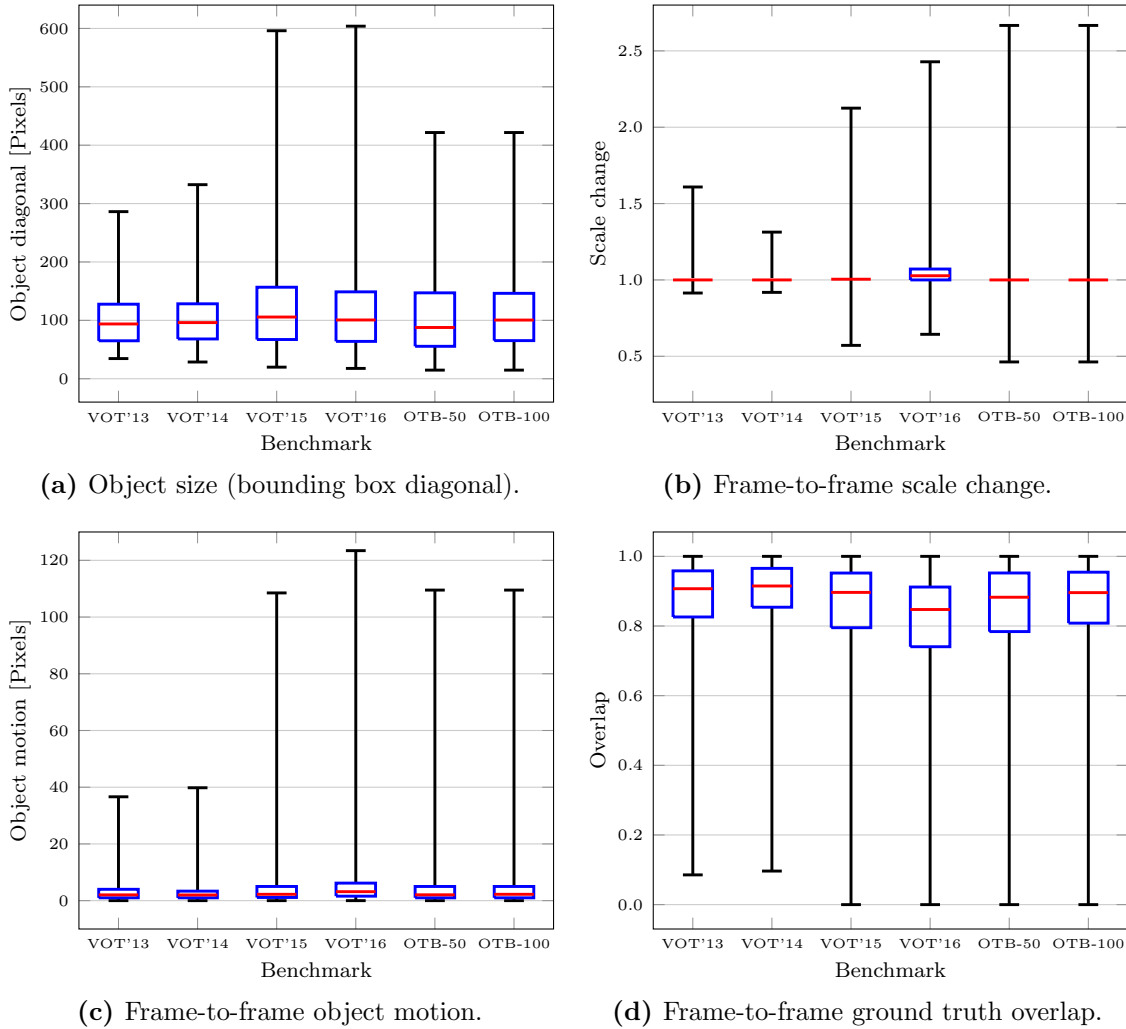 600
500
400
300
200
100
0
Object diagonal [Pixels]
VOT'13 VOT'14 VOT'15 VOT'16 OTB-50 OTB-100
Benchmark
(a) Object size (bounding box diagonal).
2.5
2.0
1.5
1.0
0.5
Scale change
VOT'13 VOT'14 VOT'15 VOT'16 OTB-50 OTB-100
Benchmark
(b) Frame-to-frame scale change.
120
100
80
60
40
20
0
Object motion [Pixels]
VOT'13 VOT'14 VOT'15 VOT'16 OTB-50 OTB-100
Benchmark
(c) Frame-to-frame object motion.
1.0
0.8
0.6
0.4
0.2
0.0
Overlap
VOT'13 VOT'14 VOT'15 VOT'16 OTB-50 OTB-100
Benchmark
(d) Frame-to-frame ground truth overlap.